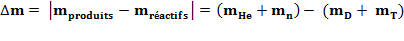 Δm = |m_produits − m_réactifs| = (m_He + m_n) − (m_D + m_T)